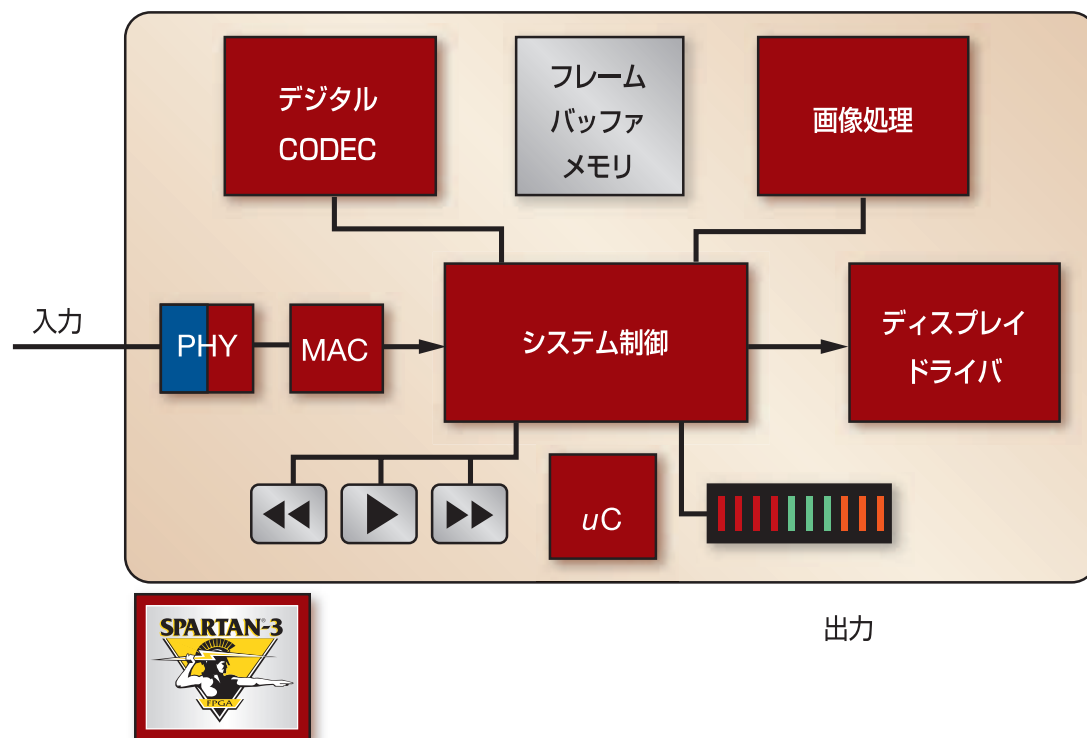 デジタル
CODEC
フレーム
バッファ
メモリ
画像処理
入力
PHY
MAC
システム制御
ディスプレイ
ドライバ
uC
出力
SPARTAN®-3
FPGA